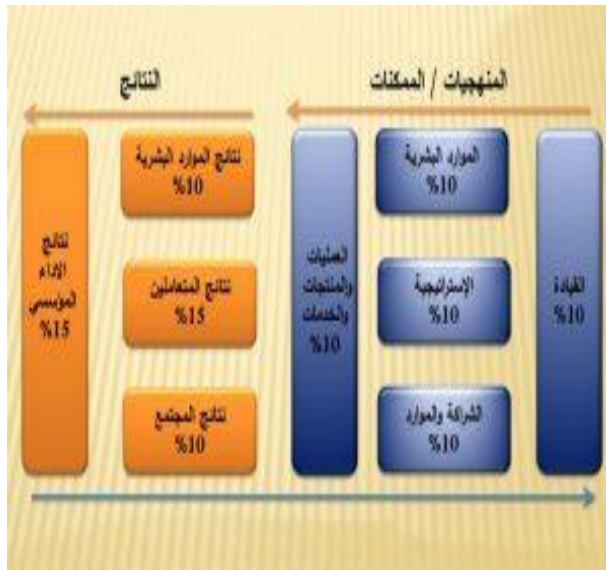 المنهجيات / الممكنات
النتائج
القيادة
%10
الموارد البشرية
%10
الإستراتيجية
%10
الشراكة والموارد
%10
العمليات
والمنتجات
والخدمات
%10
نتائج الموارد البشرية
%10
نتائج المتعاملين
%15
نتائج المجتمع
%10
نتائج
الاداء
المؤسسي
%15